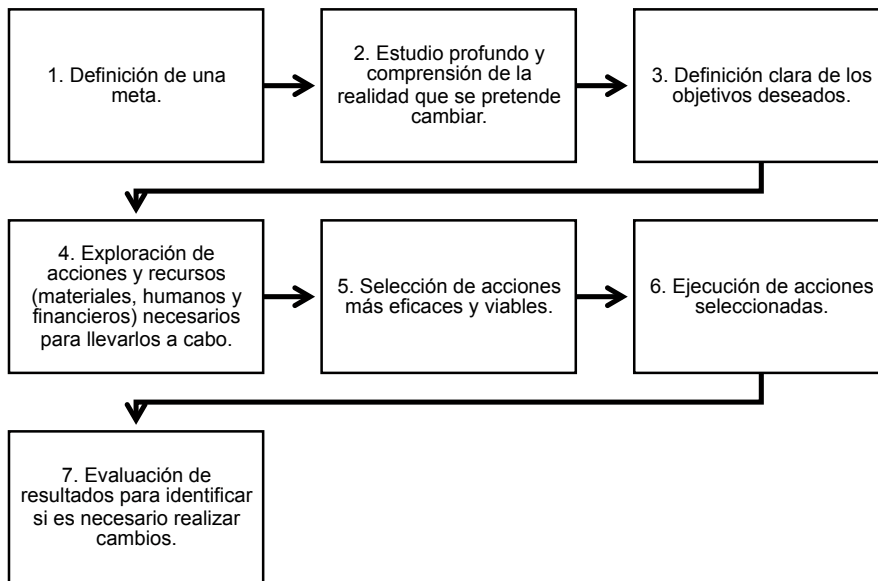 1. Definición de una
meta.
2. Estudio profundo y
comprensión de la
realidad que se pretende
cambiar.
3. Definición clara de los
objetivos deseados.
4. Exploración de
acciones y recursos
(materiales, humanos y
financieros) necesarios
para llevarlos a cabo.
5. Selección de acciones
más eficaces y viables.
6. Ejecución de acciones
seleccionadas.
7. Evaluación de
resultados para identificar
si es necesario realizar
cambios.